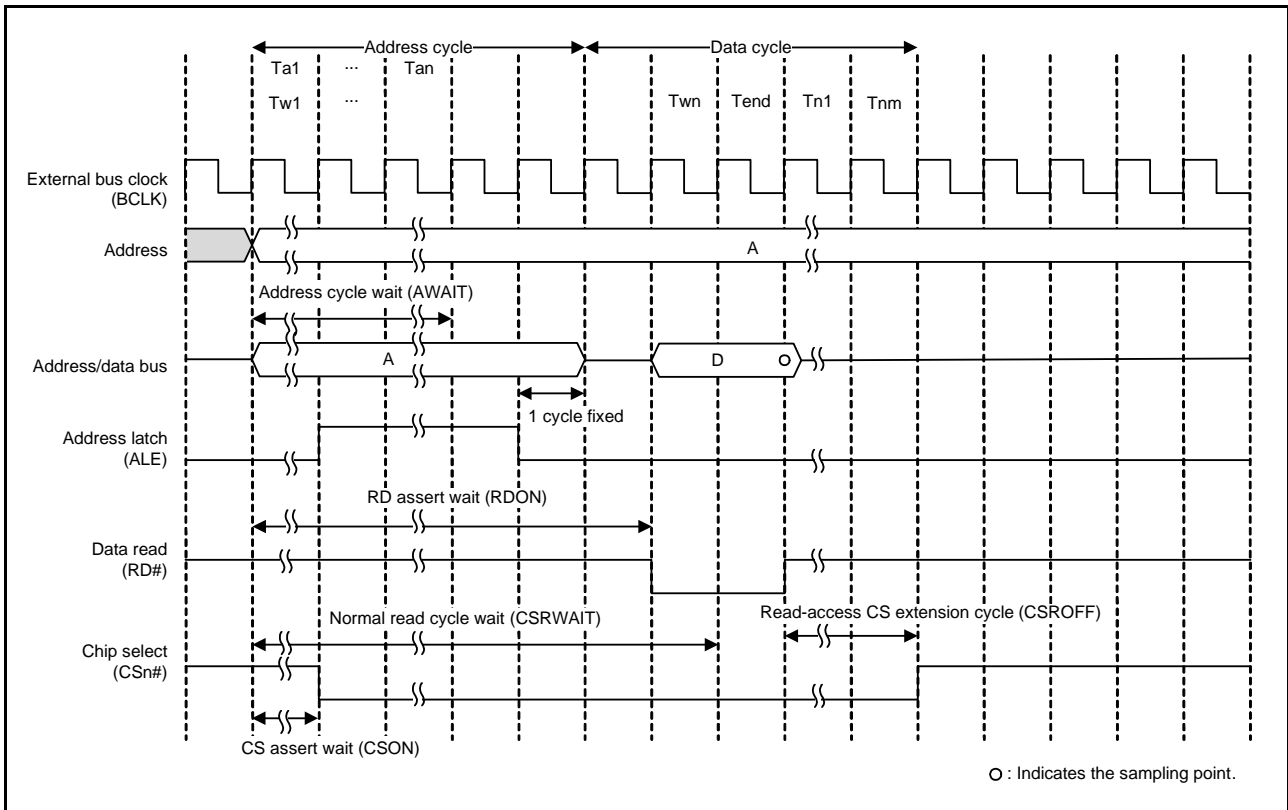 Address cycle Data cycle
Ta1 ... Tan
Tw1 ... Twn Tend Tn1 Tnm
External bus clock
(BCLK)
Address
A
Address cycle wait (AWAIT)
Address/data bus
A D
1 cycle fixed
Address latch
(ALE)
RD assert wait (RDON)
Data read
(RD#)
Normal read cycle wait (CSRWAIT)
Read-access CS extension cycle (CSROFF)
Chip select
(CSn#)
CS assert wait (CSON)
: Indicates the sampling point.